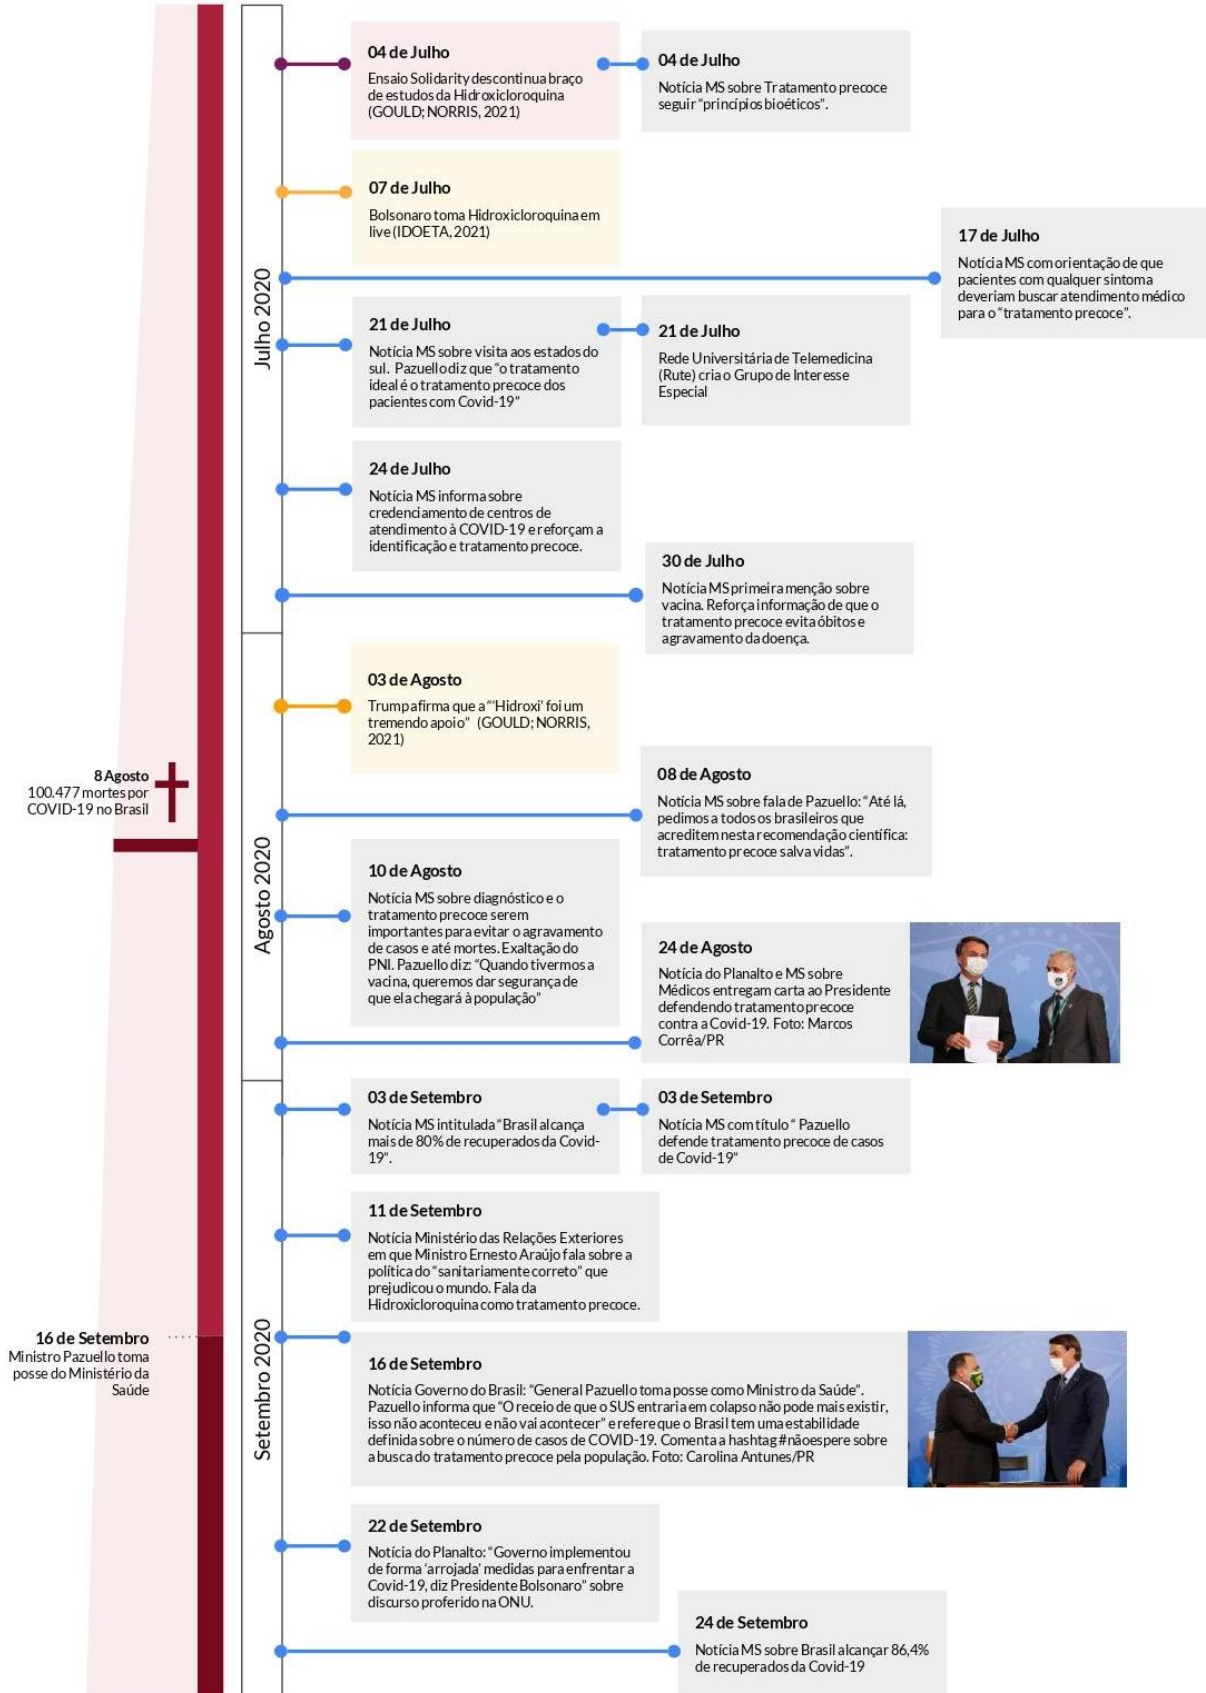 Julho 2020
04 de Julho
Ensaio Solidarity descontinua braço
de estudos da Hidroxicloroquina
(GOULD; NORRIS, 2021)
04 de Julho
Notícia MS sobre Tratamento precoce
seguir “princípios bioéticos”.
07 de Julho
Bolsonaro toma Hidroxicloroquina em
live (IDOETA, 2021)
17 de Julho
Notícia MS com orientação de que
pacientes com qualquer sintoma
deveriam buscar atendimento médico
para o “tratamento precoce”.
21 de Julho
Notícia MS sobre visita aos estados do
sul. Pazuello diz que “o tratamento
ideal é o tratamento precoce dos
pacientes com Covid-19”
21 de Julho
Rede Universitária de Telemedicina
(Rute) cria o Grupo de Interesse
Especial
24 de Julho
Notícia MS informa sobre
credenciamento de centros de
atendimento à COVID-19 e reforçam a
identificação e tratamento precoce.
30 de Julho
Notícia MS primeira menção sobre
vacina. Reforça informação de que o
tratamento precoce evita óbitos e
agravamento da doença.
Agosto 2020
03 de Agosto
Trump afirma que a “‘Hidroxi’ foi um
tremendo apoio” (GOULD; NORRIS,
2021)
8 Agosto
100.477 mortes por
COVID-19 no Brasil
08 de Agosto
Notícia MS sobre fala de Pazuello: “Até lá,
pedimos a todos os brasileiros que
acreditem nesta recomendação científica:
tratamento precoce salva vidas”.
10 de Agosto
Notícia MS sobre diagnóstico e o
tratamento precoce serem
importantes para evitar o agravamento
de casos e até mortes. Exaltação do
PNI. Pazuello diz: “Quando tivermos a
vacina, queremos dar segurança de
que ela chegará à população”
24 de Agosto
Notícia do Planalto e MS sobre
Médicos entregam carta ao Presidente
defendendo tratamento precoce
contra a Covid-19. Foto: Marcos
Corrêa/PR
Setembro 2020
03 de Setembro
Notícia MS intitulada “Brasil alcança
mais de 80% de recuperados da Covid-
19”.
03 de Setembro
Notícia MS com título “ Pazuello
defende tratamento precoce de casos
de Covid-19”
11 de Setembro
Notícia Ministério das Relações Exteriores
em que Ministro Ernesto Araújo fala sobre a
política do “sanitariamente correto” que
prejudicou o mundo. Fala da
Hidroxicloroquina como tratamento precoce.
16 de Setembro
Ministro Pazuello toma
posse do Ministério da
Saúde
16 de Setembro
Notícia Governo do Brasil: “General Pazuello toma posse como Ministro da Saúde”.
Pazuello informa que “O receio de que o SUS entraria em colapso não pode mais existir,
isso não aconteceu e não vai acontecer” e refere que o Brasil tem uma estabilidade
definida sobre o número de casos de COVID-19. Comenta a hashtag #nãoespere sobre
a busca do tratamento precoce pela população. Foto: Carolina Antunes/PR
22 de Setembro
Notícia do Planalto: “Governo implementou
de forma ‘arrojada’ medidas para enfrentar a
Covid-19, diz Presidente Bolsonaro” sobre
discurso proferido na ONU.
24 de Setembro
Notícia MS sobre Brasil alcançar 86,4%
de recuperados da Covid-19